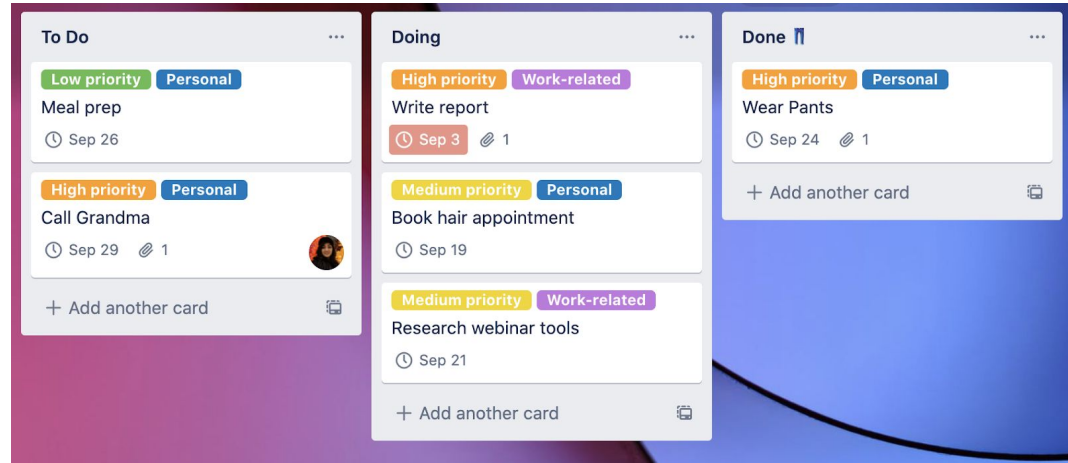 To Do
Low priority Personal
Meal prep
Sep 26
High priority Personal
Call Grandma
Sep 29 1
+ Add another card
Doing
High priority Work-related
Write report
Sep 3 1
Medium priority Personal
Book hair appointment
Sep 19
Medium priority Work-related
Research webinar tools
Sep 21
+ Add another card
Done 👖
High priority Personal
Wear Pants
Sep 24 1
+ Add another card